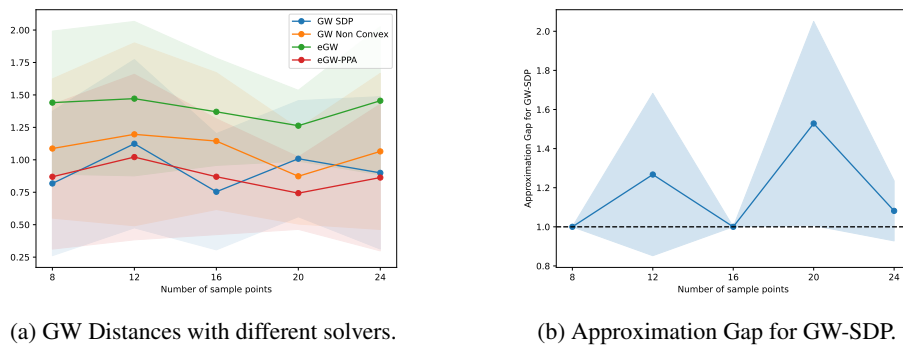 2.00
1.75
1.50
1.25
1.00
0.75
0.50
0.25
8
12
16
20
24
Number of sample points
GW SDP
GW Non Convex
eGW
eGW-PPA
(a) GW Distances with different solvers.
Approximation Gap for GW-SDP
2.0
1.8
1.6
1.4
1.2
1.0
0.8
8
12
16
20
24
Number of sample points
(b) Approximation Gap for GW-SDP.